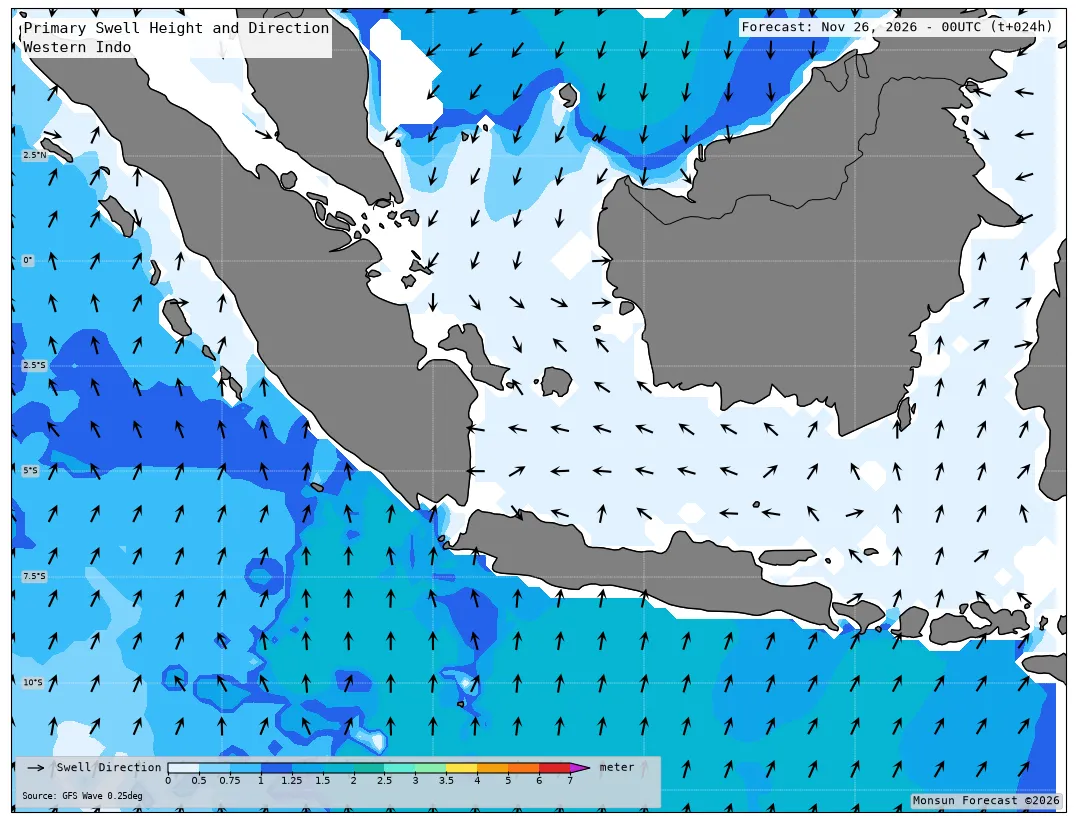 Primary Swell Height and Direction
Western Indo
Forecast: Nov 26, 2026 - 00UTC (t+024h)
2.5°N
0°
2.5°S
5°S
7.5°S
10°S
Swell Direction
0 0.5 0.75 1 1.25 1.5 2 2.5 3 3.5 4 5 6 7
meter
Source: GFS Wave 0.25deg
Monsun Forecast ©2026